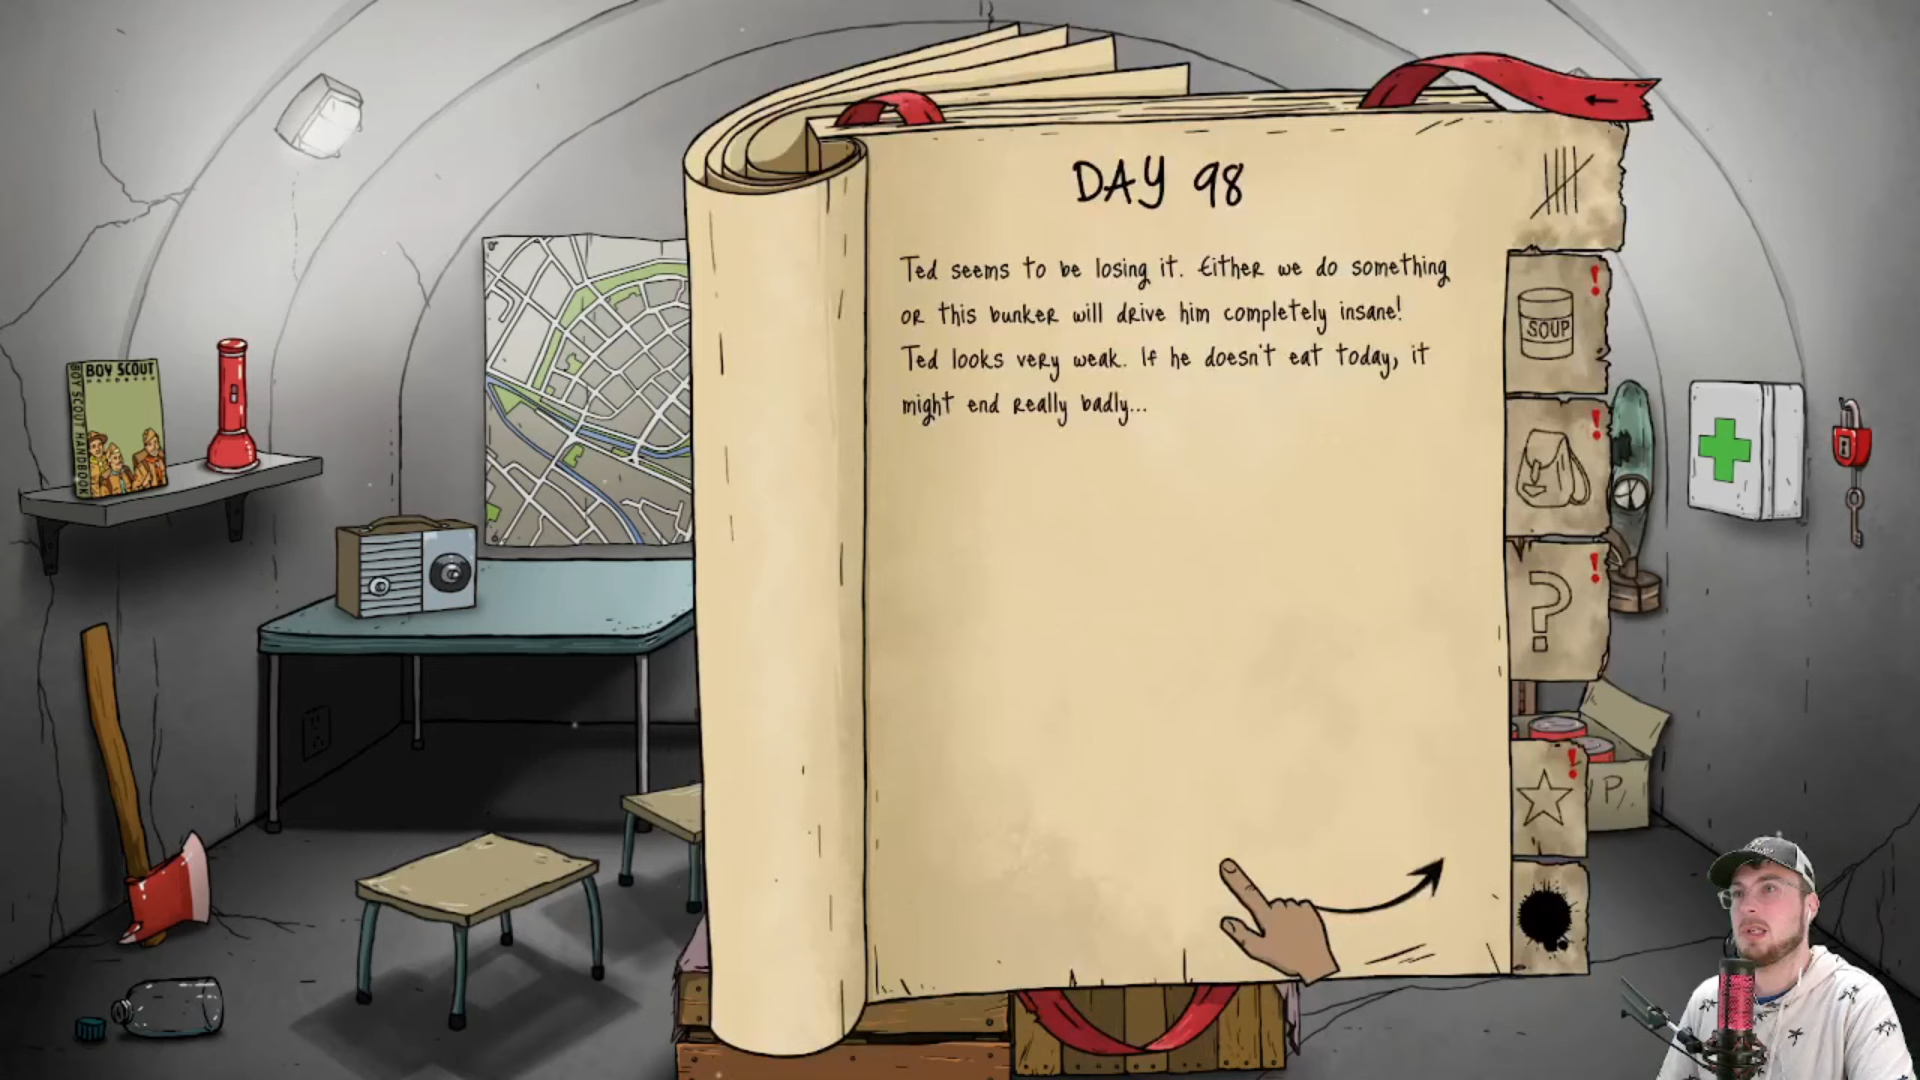 DAY 98
Ted seems to be losing it. Either we do something
or this bunker will drive him completely insane!
Ted looks very weak. If he doesn't eat today, it
might end really badly...
BOY SCOUT
HANDBOOK
BOY SCOUT HANDBOOK
!
SOUP
!
!
?
!
P/.